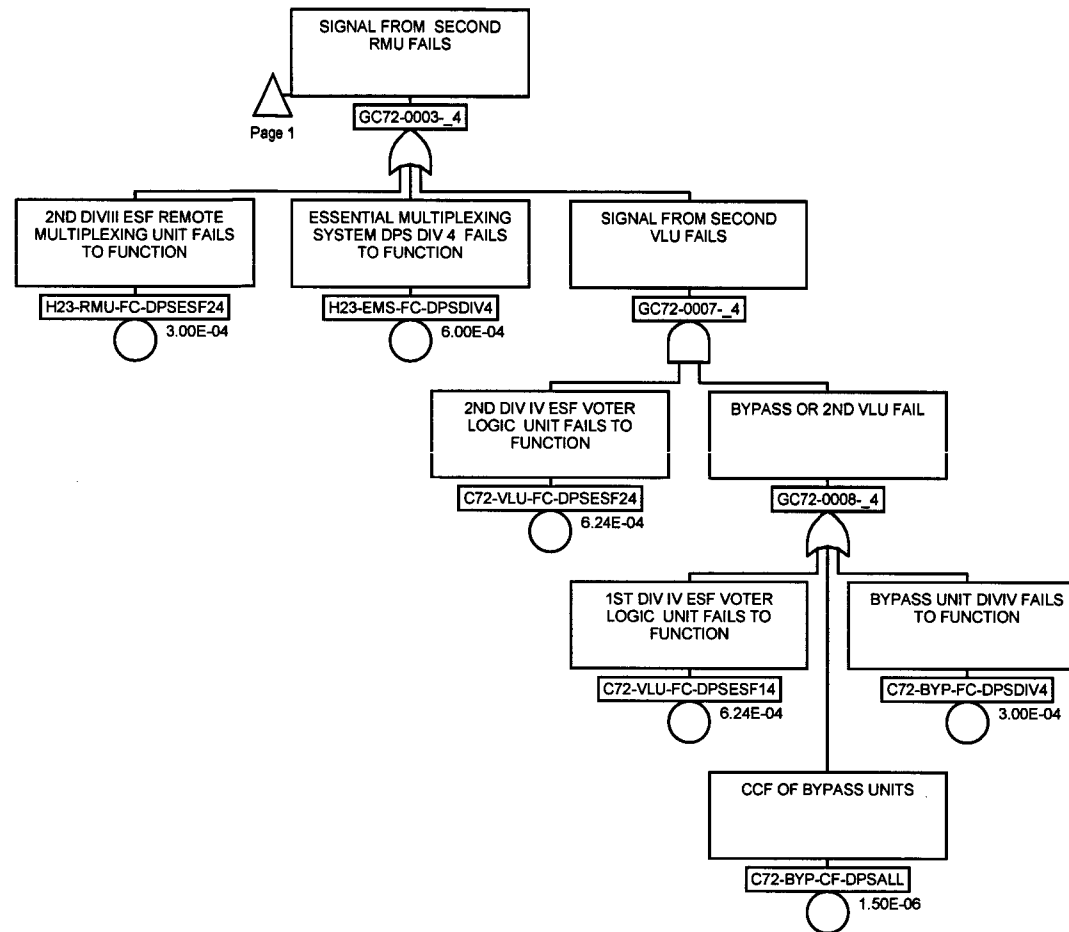 SIGNAL FROM SECOND
RMU FAILS
Page 1
GC72-0003-_4
2ND DIVIII ESF REMOTE
MULTIPLEXING UNIT FAILS
TO FUNCTION
ESSENTIAL MULTIPLEXING
SYSTEM DPS DIV 4 FAILS
TO FUNCTION
SIGNAL FROM SECOND
VLU FAILS
H23-RMU-FC-DPSESF24
3.00E-04
H23-EMS-FC-DPSDIV4
6.00E-04
GC72-0007-_4
2ND DIV IV ESF VOTER
LOGIC UNIT FAILS TO
FUNCTION
BYPASS OR 2ND VLU FAIL
C72-VLU-FC-DPSESF24
6.24E-04
GC72-0008-_4
1ST DIV IV ESF VOTER
LOGIC UNIT FAILS TO
FUNCTION
BYPASS UNIT DIVIV FAILS
TO FUNCTION
C72-VLU-FC-DPSESF14
6.24E-04
C72-BYP-FC-DPSDIV4
3.00E-04
CCF OF BYPASS UNITS
C72-BYP-CF-DPSALL
1.50E-06